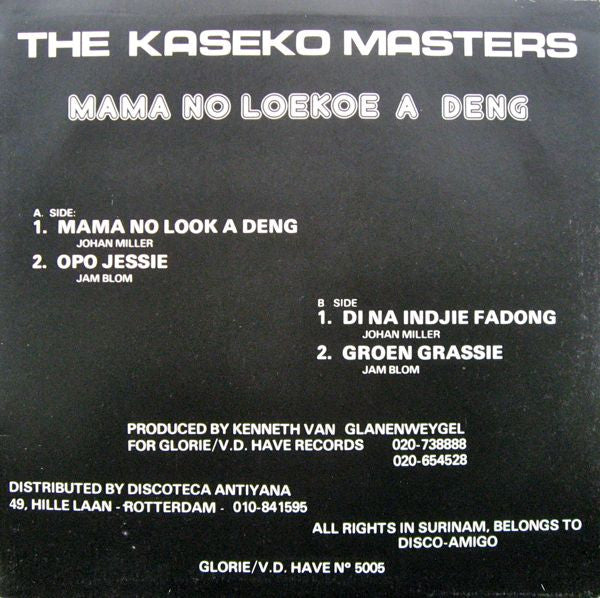 THE KASEKO MASTERS
MAMA NO LOEKOE A DENG
A. SIDE:
1. MAMA NO LOOK A DENG
JOHAN MILLER
2. OPO JESSIE
JAM BLOM
B SIDE
1. DI NA INDJIE FADONG
JOHAN MILLER
2. GROEN GRASSIE
JAM BLOM
PRODUCED BY KENNETH VAN GLANENWEYGEL
FOR GLORIE/V.D. HAVE RECORDS 020-738888
020-654528
DISTRIBUTED BY DISCOTECA ANTIYANA
49, HILLE LAAN - ROTTERDAM - 010-841595
ALL RIGHTS IN SURINAM, BELONGS TO
DISCO-AMIGO
GLORIE/V.D. HAVE Nº 5005